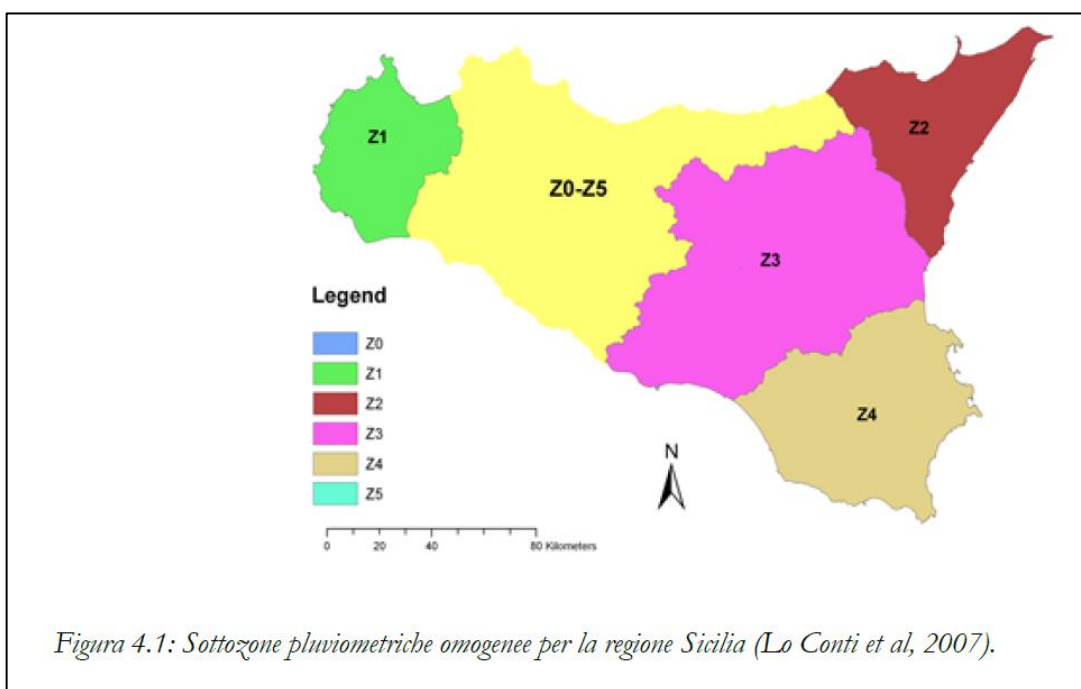 Z1
Z2
Z0-Z5
Z3
Z4
Legend
Z0
Z1
Z2
Z3
Z4
Z5
N
0 20 40 80 Kilometers
Figura 4.1: Sottozone pluviometriche omogenee per la regione Sicilia (Lo Conti et al, 2007).